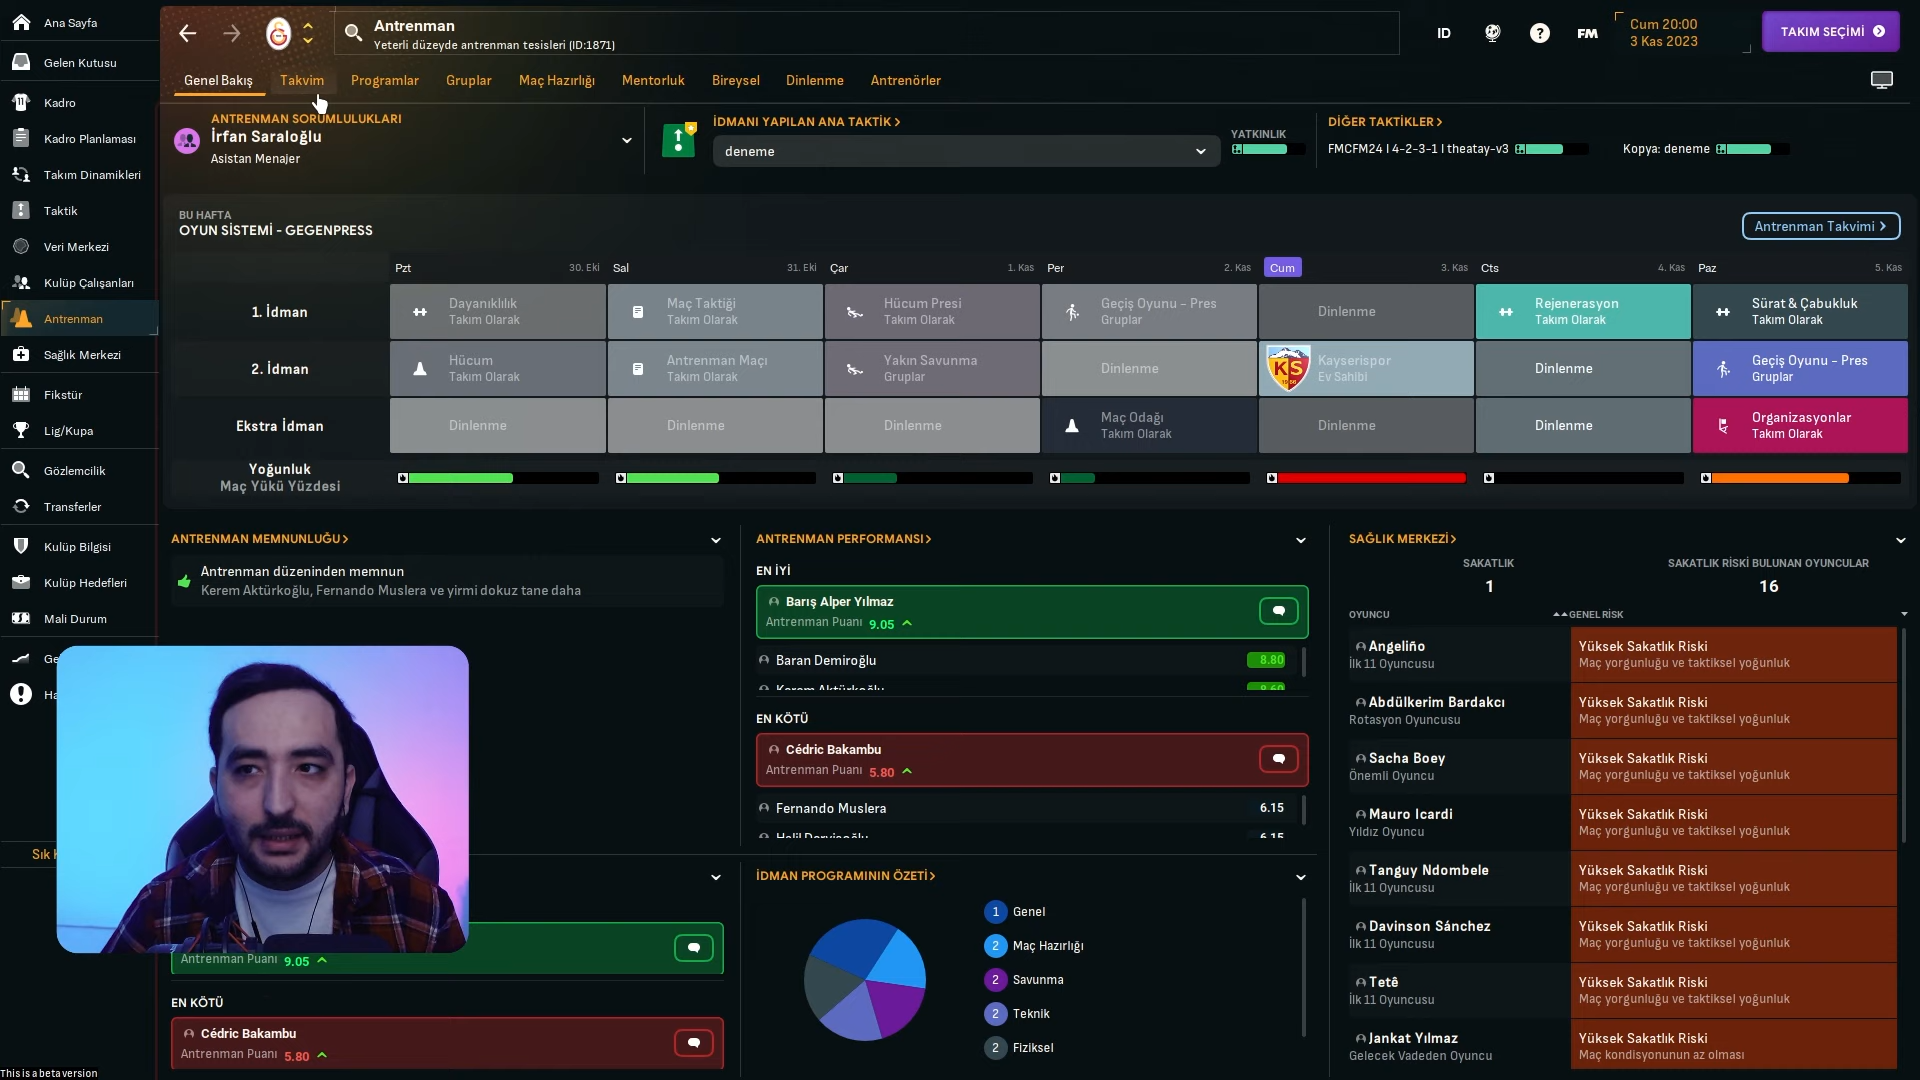 Ana Sayfa
Gelen Kutusu
Kadro
Kadro Planlaması
Takım Dinamikleri
Taktik
Veri Merkezi
Kulüp Çalışanları
Antrenman
Sağlık Merkezi
Fikstür
Lig/Kupa
Gözlemcilik
Transferler
Kulüp Bilgisi
Kulüp Hedefleri
Mali Durum
Antrenman
Yeterli düzeyde antrenman tesisleri (ID:1871)
ID
FM
Cum 20:00
3 Kas 2023
TAKIM SEÇİMİ
Genel Bakış
Takvim
Programlar
Gruplar
Maç Hazırlığı
Mentorluk
Bireysel
Dinlenme
Antrenörler
ANTRENMAN SORUMLULUKLARI
İrfan Saraloğlu
Asistan Menajer
İDMANI YAPILAN ANA TAKTİK >
deneme
YATKINLIK
DİĞER TAKTİKLER >
FMCFM24 I 4-2-3-1 I theatay-v3
Kopya: deneme
BU HAFTA
OYUN SİSTEMİ - GEGENPRESS
Antrenman Takvimi >
Pzt 30. Eki
Sal 31. Eki
Çar 1. Kas
Per 2. Kas
Cum 3. Kas
Cts 4. Kas
Paz 5. Kas
1. İdman
Dayanıklılık
Takım Olarak
Maç Taktiği
Takım Olarak
Hücum Presi
Takım Olarak
Geçiş Oyunu - Pres
Gruplar
Dinlenme
Rejenerasyon
Takım Olarak
Sürat & Çabukluk
Takım Olarak
2. İdman
Hücum
Takım Olarak
Antrenman Maçı
Takım Olarak
Yakın Savunma
Gruplar
Dinlenme
KS
Kayserispor
Ev Sahibi
Dinlenme
Geçiş Oyunu - Pres
Gruplar
Ekstra İdman
Dinlenme
Dinlenme
Dinlenme
Maç Odağı
Takım Olarak
Dinlenme
Dinlenme
Organizasyonlar
Takım Olarak
Yoğunluk
Maç Yükü Yüzdesi
ANTRENMAN MEMNUNLUĞU >
Antrenman düzeninden memnun
Kerem Aktürkoğlu, Fernando Muslera ve yirmi dokuz tane daha
Antrenman Puanı 9.05
EN KÖTÜ
Cédric Bakambu
Antrenman Puanı 5.80
ANTRENMAN PERFORMANSI >
EN İYİ
Barış Alper Yılmaz
Antrenman Puanı 9.05
Baran Demiroğlu 8.80
Kerem Aktürkoğlu 8.60
EN KÖTÜ
Cédric Bakambu
Antrenman Puanı 5.80
Fernando Muslera 6.15
Halil Dervişoğlu 6.15
İDMAN PROGRAMININ ÖZETİ >
1 Genel
2 Maç Hazırlığı
2 Savunma
2 Teknik
2 Fiziksel
SAĞLIK MERKEZİ >
SAKATLIK
1
SAKATLIK RİSKİ BULUNAN OYUNCULAR
16
OYUNCU
GENEL RİSK
Angeliño
İlk 11 Oyuncusu
Yüksek Sakatlık Riski
Maç yorgunluğu ve taktiksel yoğunluk
Abdülkerim Bardakcı
Rotasyon Oyuncusu
Yüksek Sakatlık Riski
Maç yorgunluğu ve taktiksel yoğunluk
Sacha Boey
Önemli Oyuncu
Yüksek Sakatlık Riski
Maç yorgunluğu ve taktiksel yoğunluk
Mauro Icardi
Yıldız Oyuncu
Yüksek Sakatlık Riski
Maç yorgunluğu ve taktiksel yoğunluk
Tanguy Ndombele
İlk 11 Oyuncusu
Yüksek Sakatlık Riski
Maç yorgunluğu ve taktiksel yoğunluk
Davinson Sánchez
İlk 11 Oyuncusu
Yüksek Sakatlık Riski
Maç yorgunluğu ve taktiksel yoğunluk
Tetê
İlk 11 Oyuncusu
Yüksek Sakatlık Riski
Maç yorgunluğu ve taktiksel yoğunluk
Jankat Yılmaz
Gelecek Vadeden Oyuncu
Yüksek Sakatlık Riski
Maç kondisyonunun az olması
This is a beta version